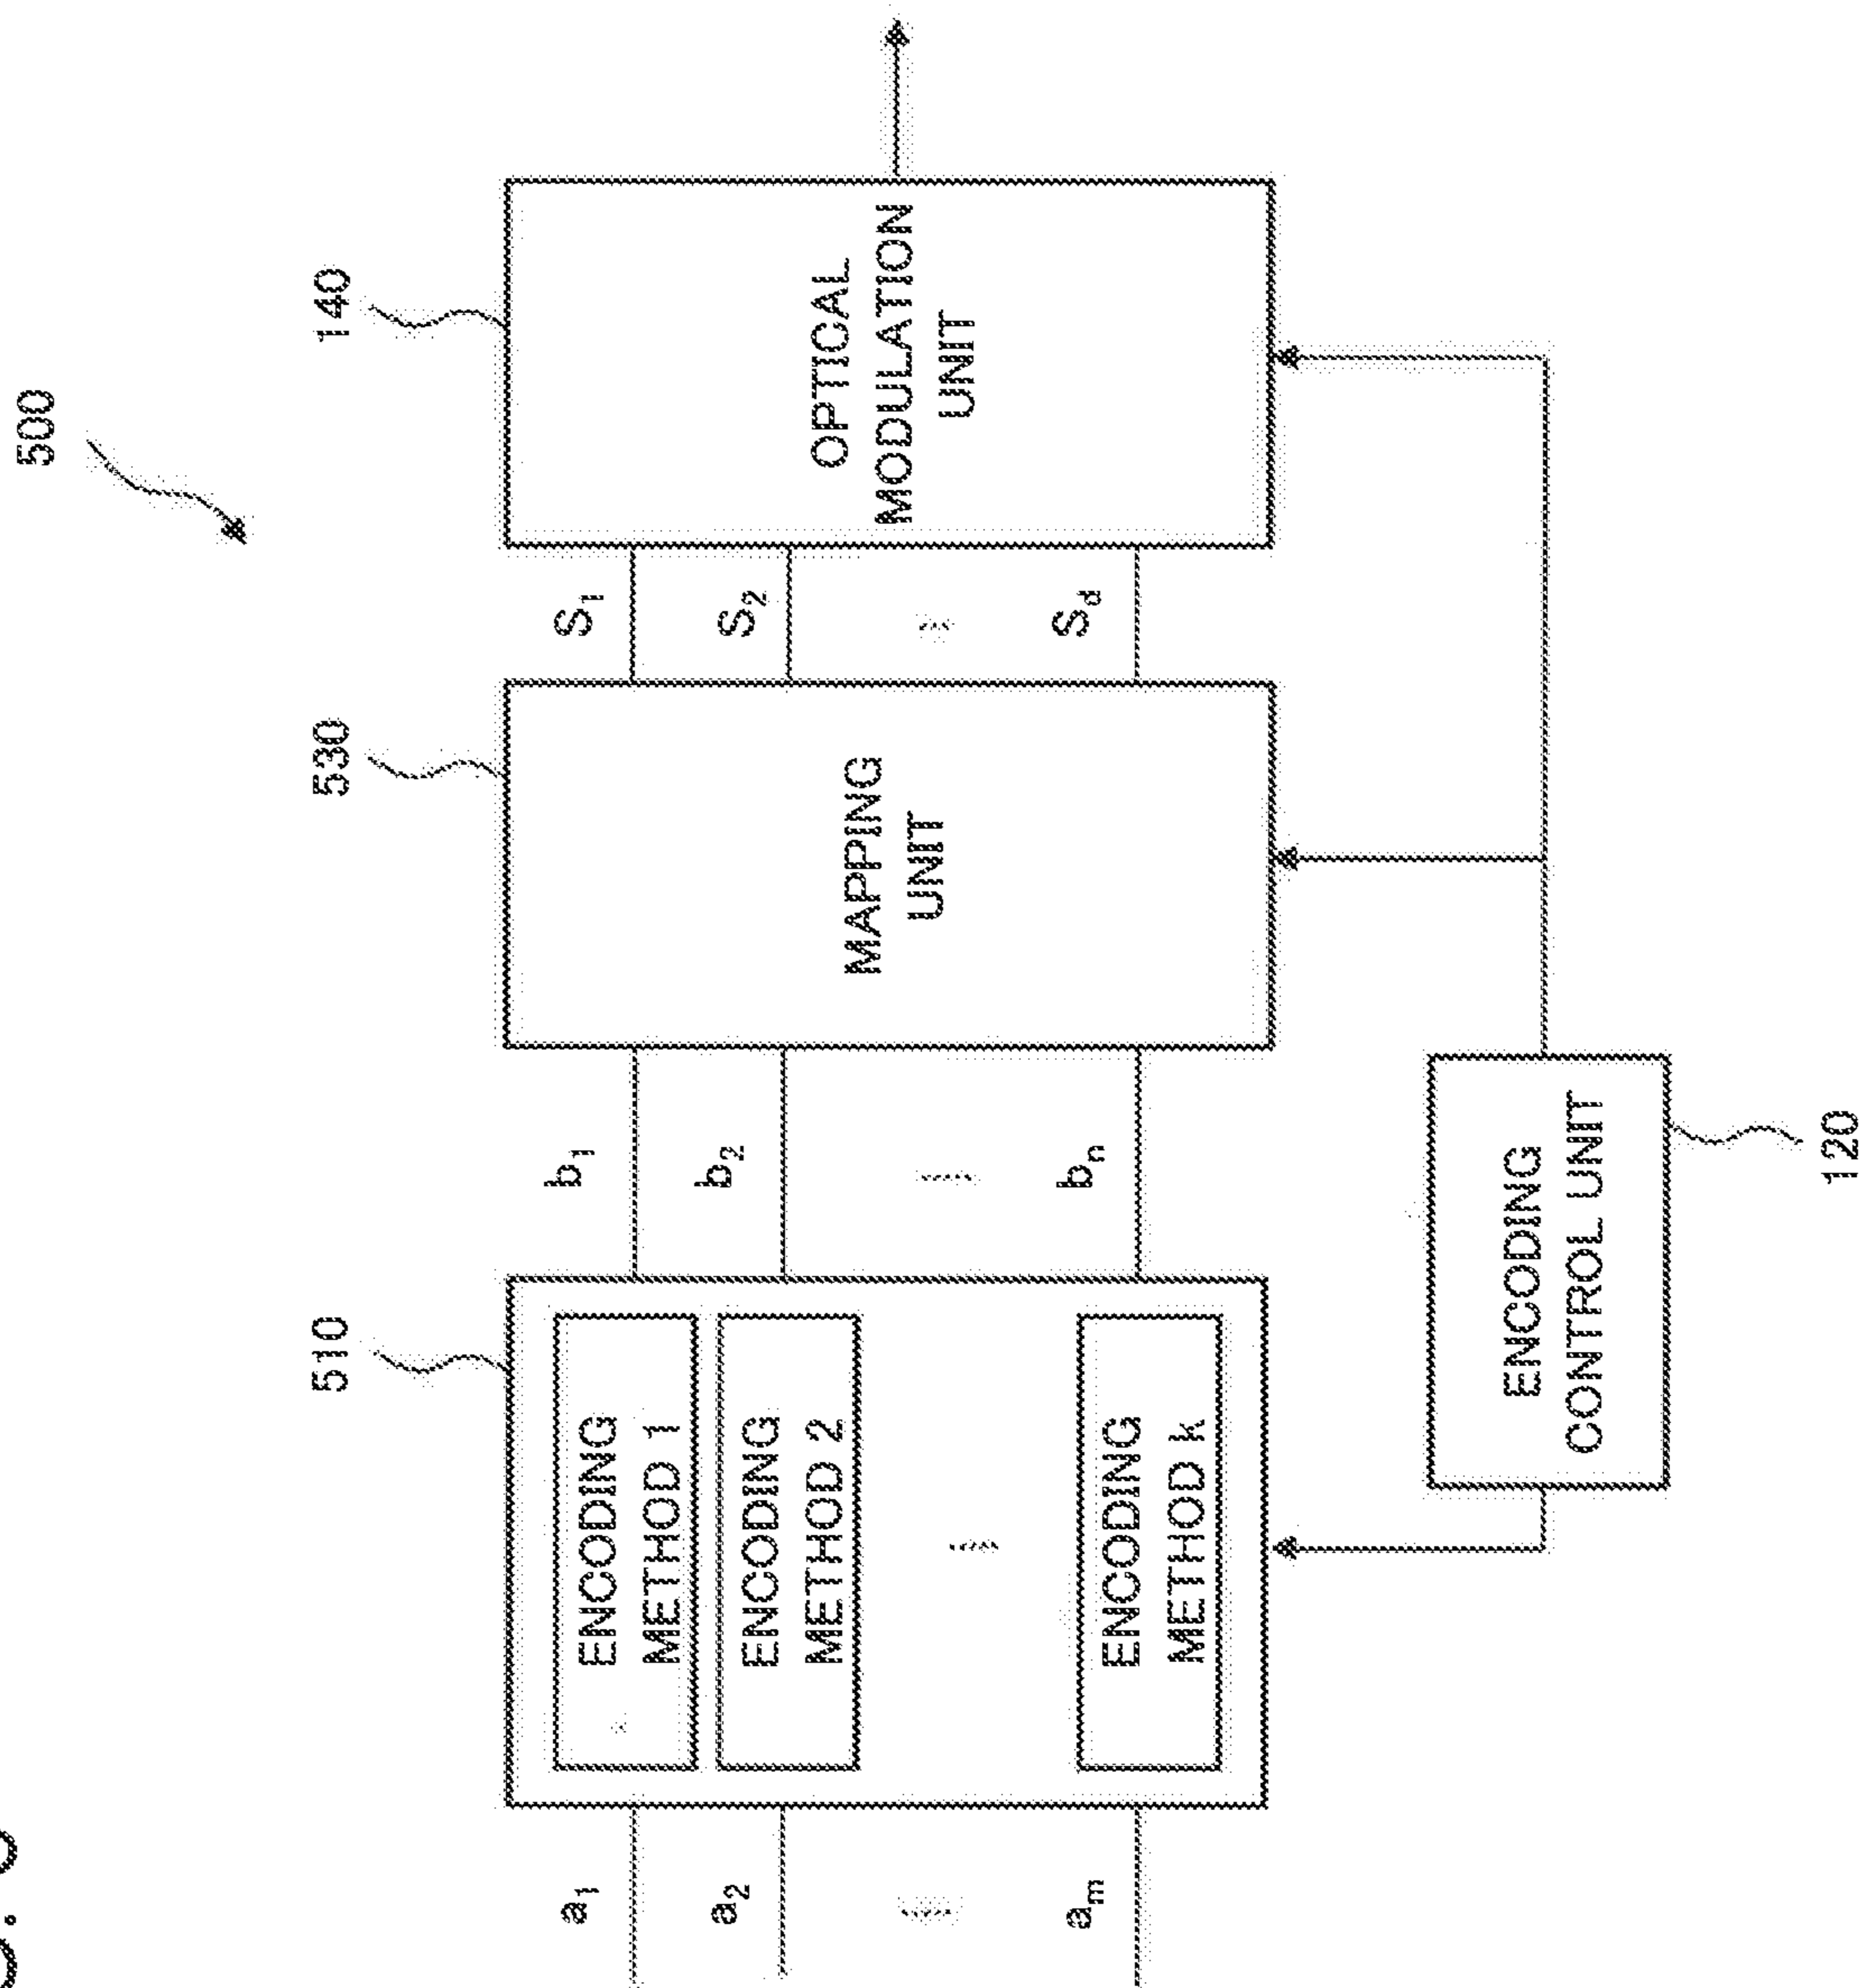 500
510
530
140
a1
a2
am
ENCODING
METHOD 1
ENCODING
METHOD 2
ENCODING
METHOD k
b1
b2
bn
MAPPING
UNIT
S1
S2
Sd
OPTICAL
MODULATION
UNIT
ENCODING
CONTROL UNIT
120